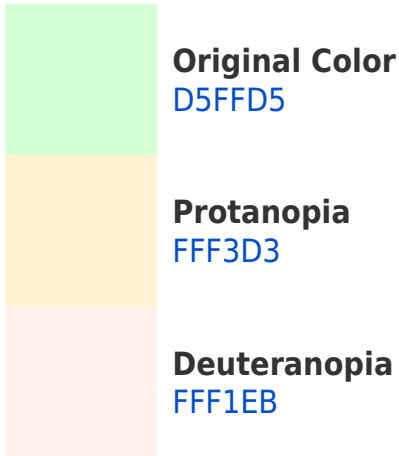 Original Color
D5FFD5
Protanopia
FFF3D3
Deuteranopia
FFF1EB